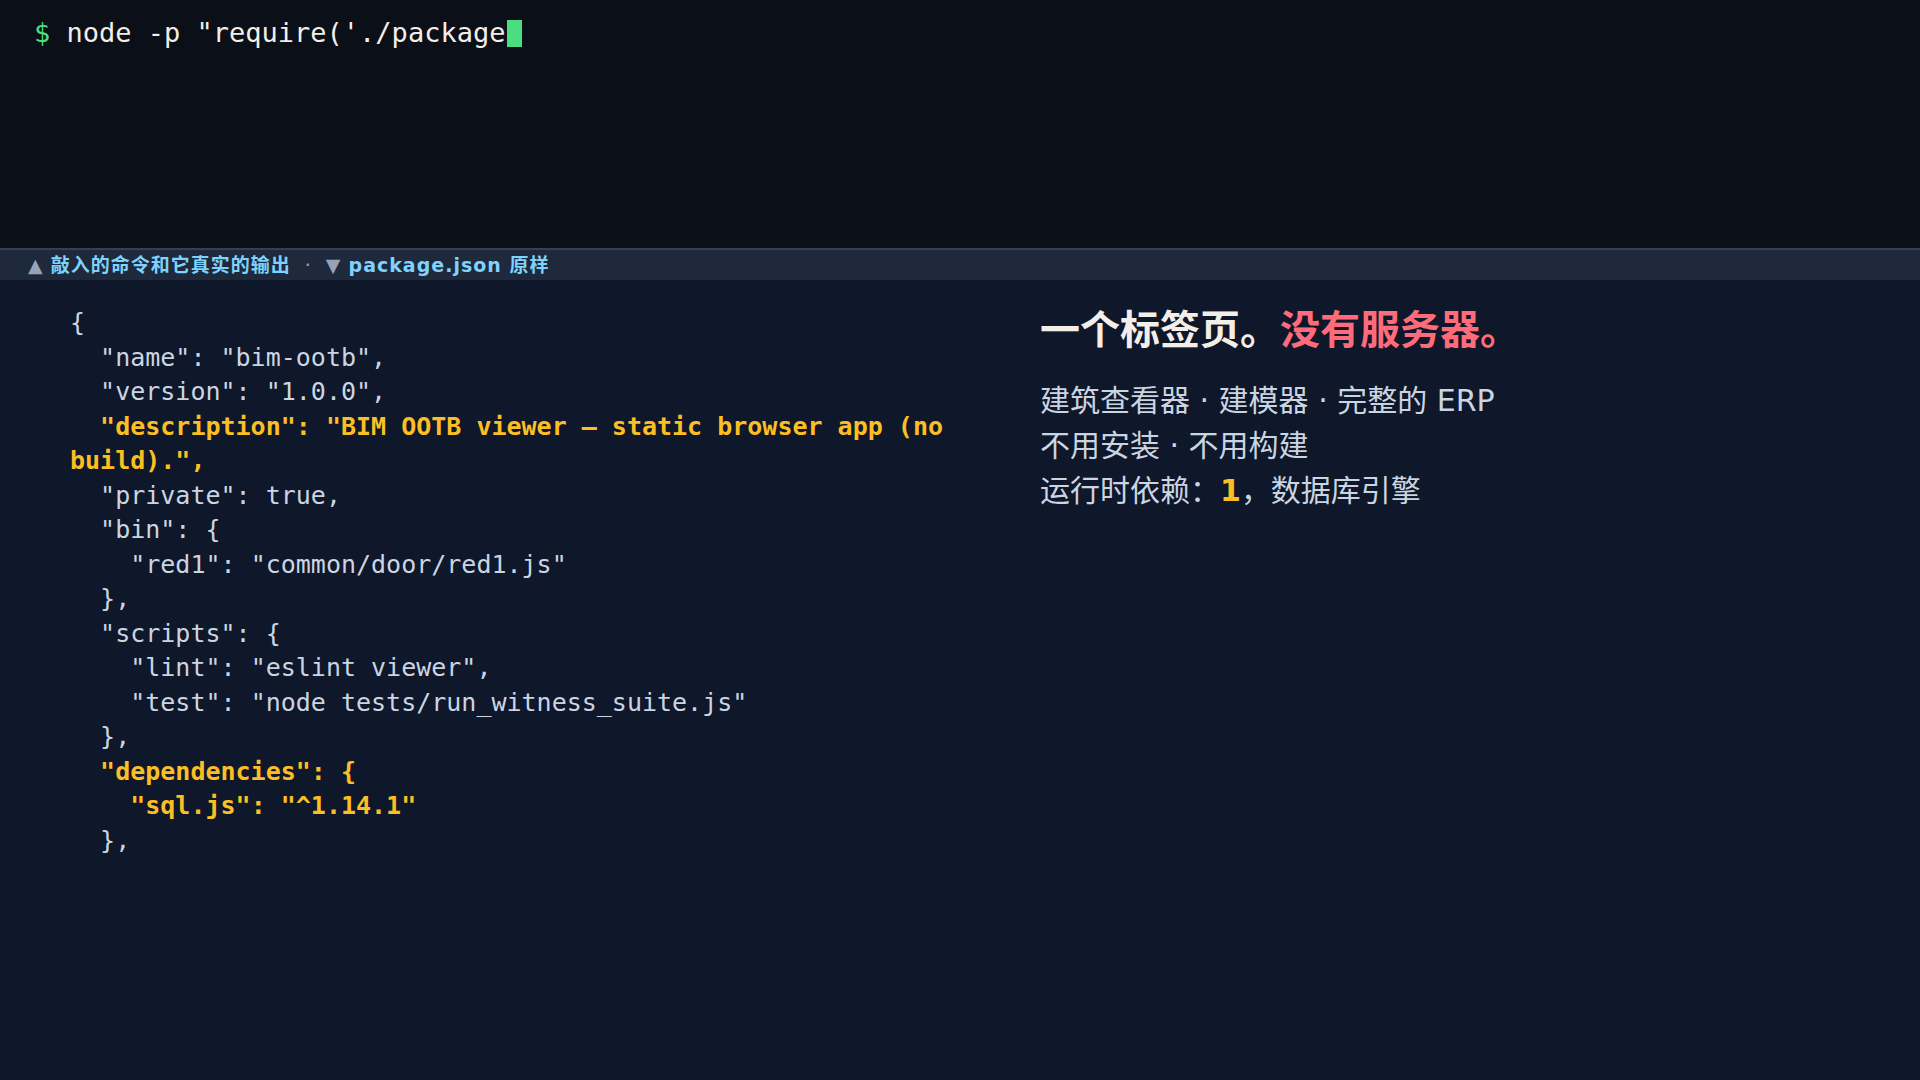 $ node -p "require('./package
▲ 敲入的命令和它真实的输出 · ▼ package.json 原样
{
"name": "bim-ootb",
"version": "1.0.0",
"description": "BIM OOTB viewer — static browser app (no
build).",
"private": true,
"bin": {
"red1": "common/door/red1.js"
},
"scripts": {
"lint": "eslint viewer",
"test": "node tests/run_witness_suite.js"
},
"dependencies": {
"sql.js": "^1.14.1"
},
一个标签页。没有服务器。
建筑查看器 · 建模器 · 完整的 ERP
不用安装 · 不用构建
运行时依赖：1，数据库引擎